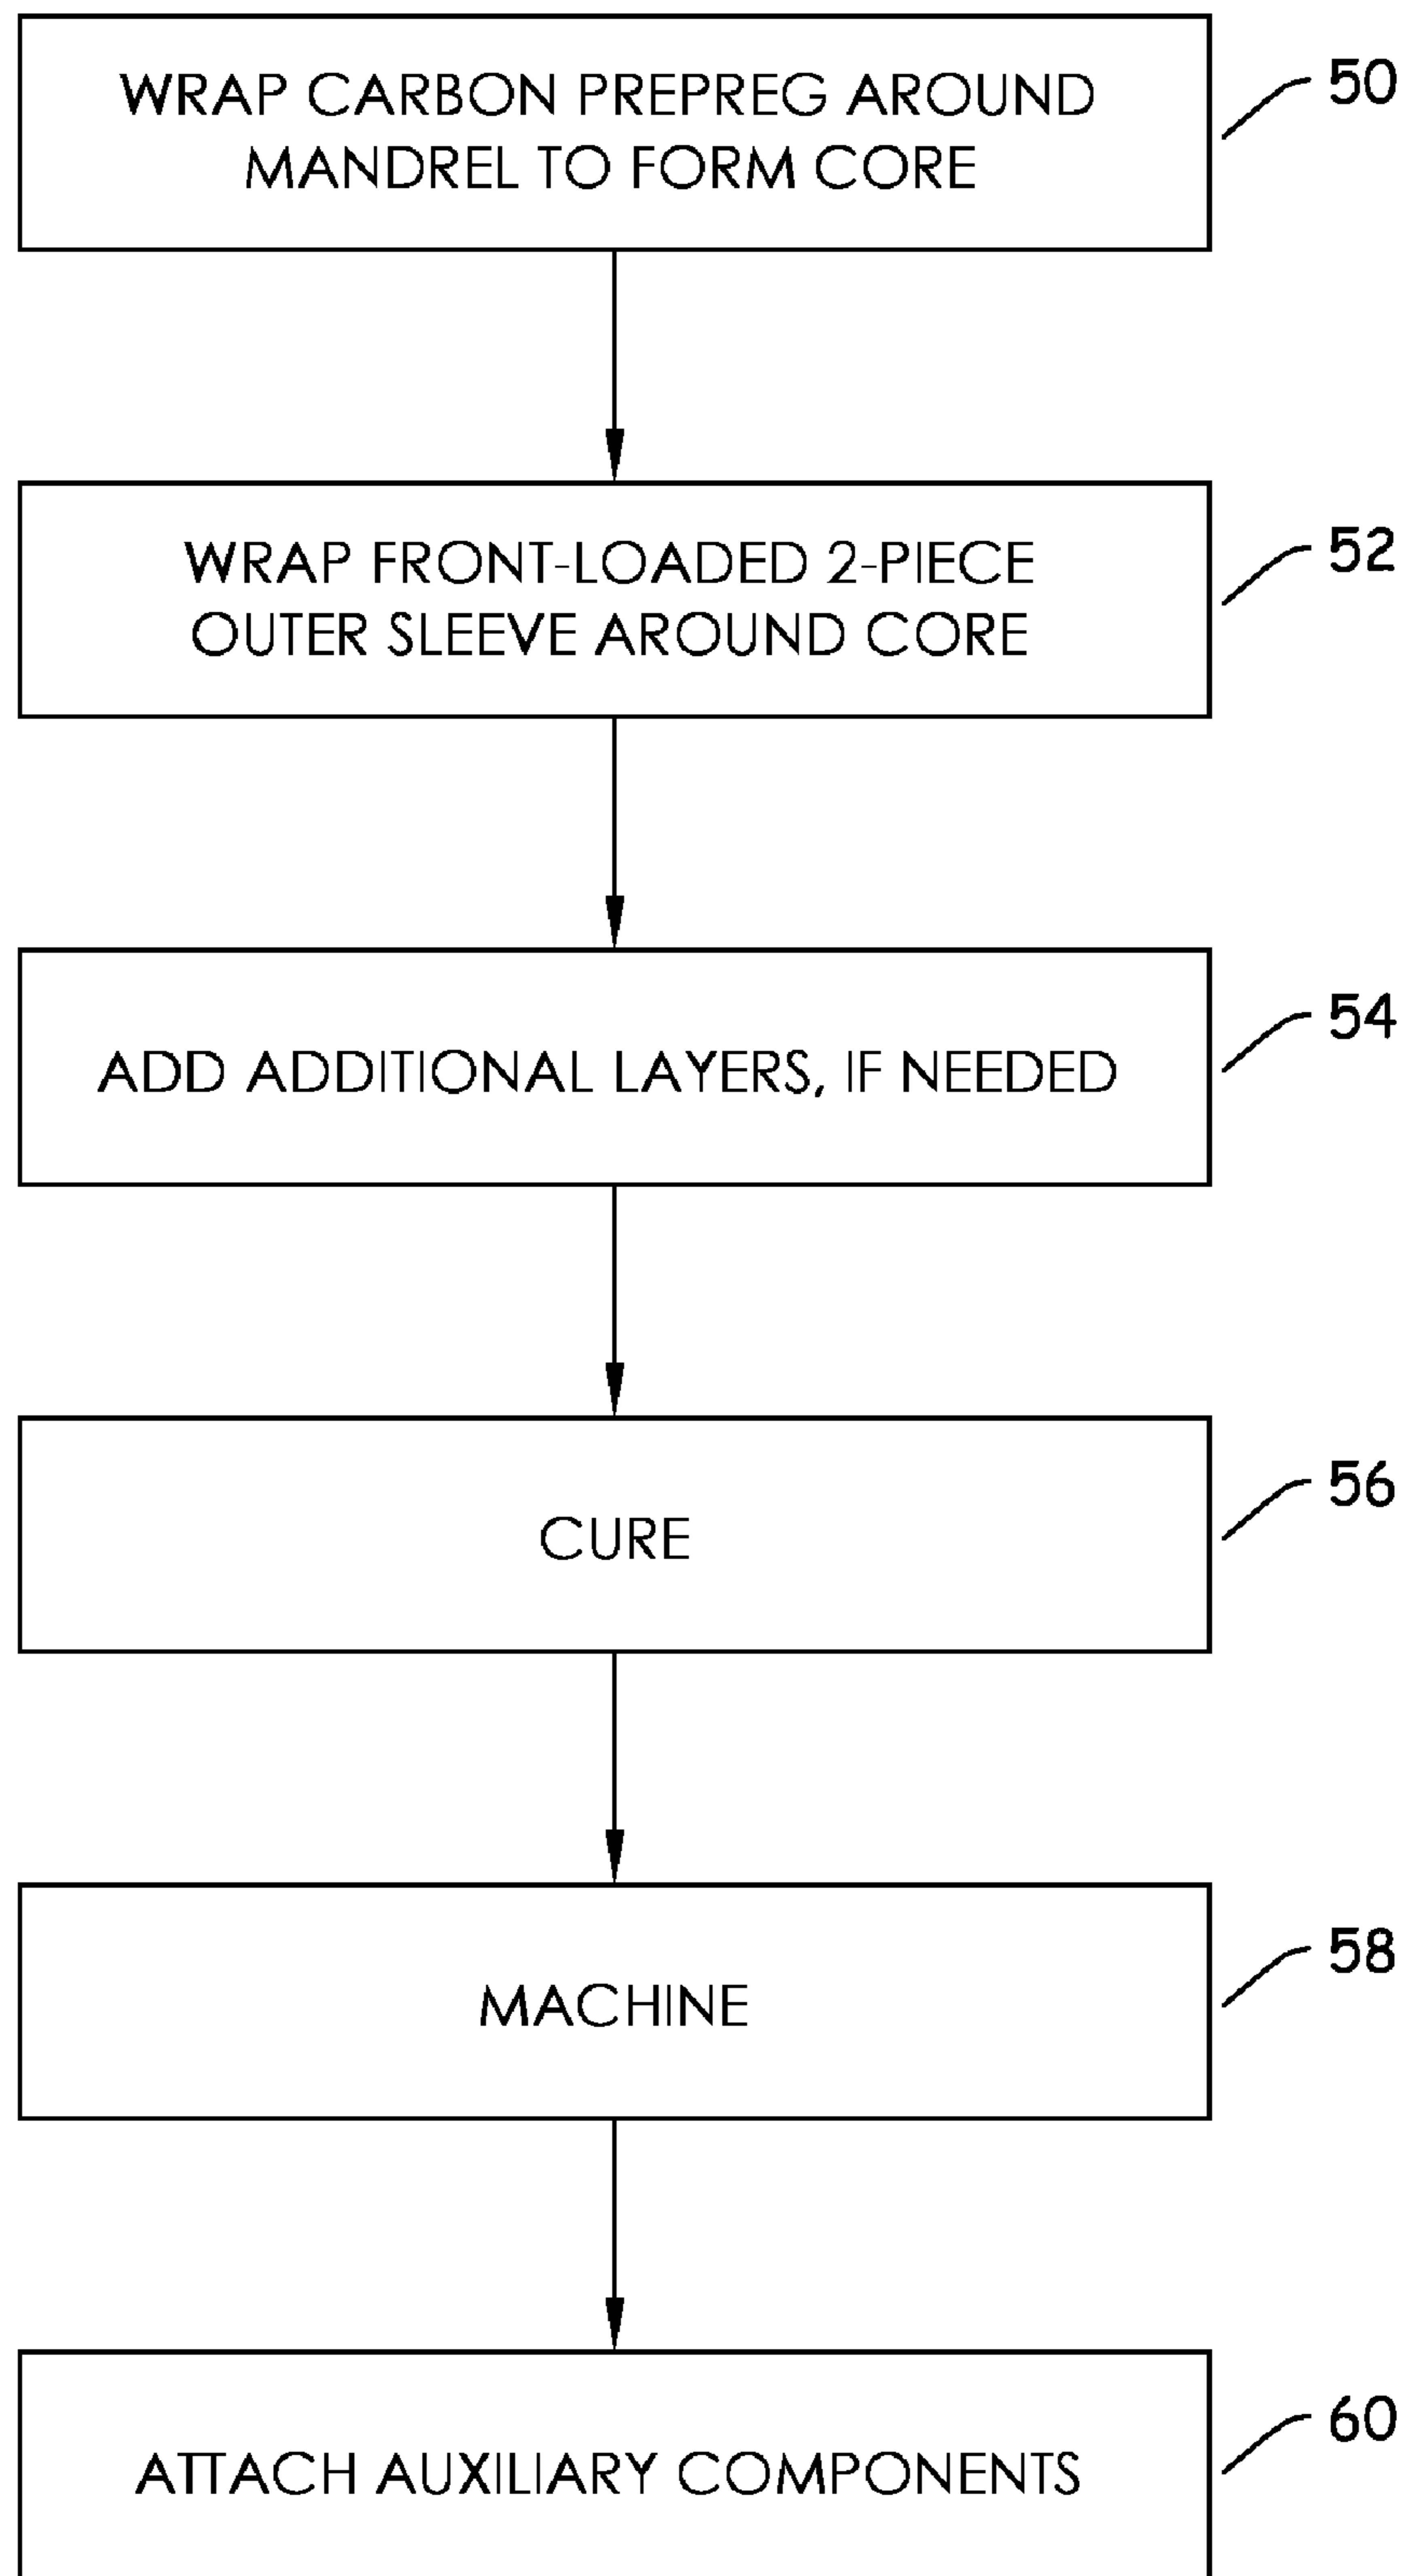 WRAP CARBON PREPREG AROUND
MANDREL TO FORM CORE
50
WRAP FRONT-LOADED 2-PIECE
OUTER SLEEVE AROUND CORE
52
ADD ADDITIONAL LAYERS, IF NEEDED
54
CURE
56
MACHINE
58
ATTACH AUXILIARY COMPONENTS
60